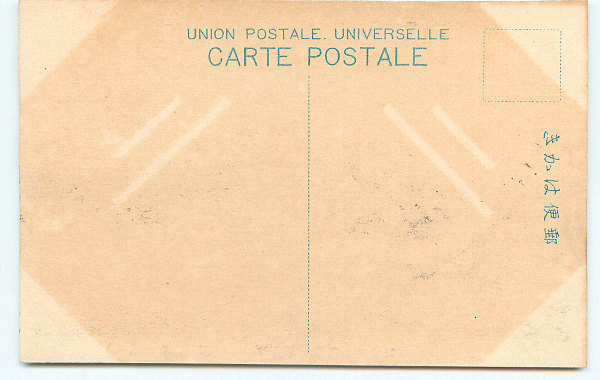 UNION POSTALE. UNIVERSELLE
CARTE POSTALE
郵便はかき